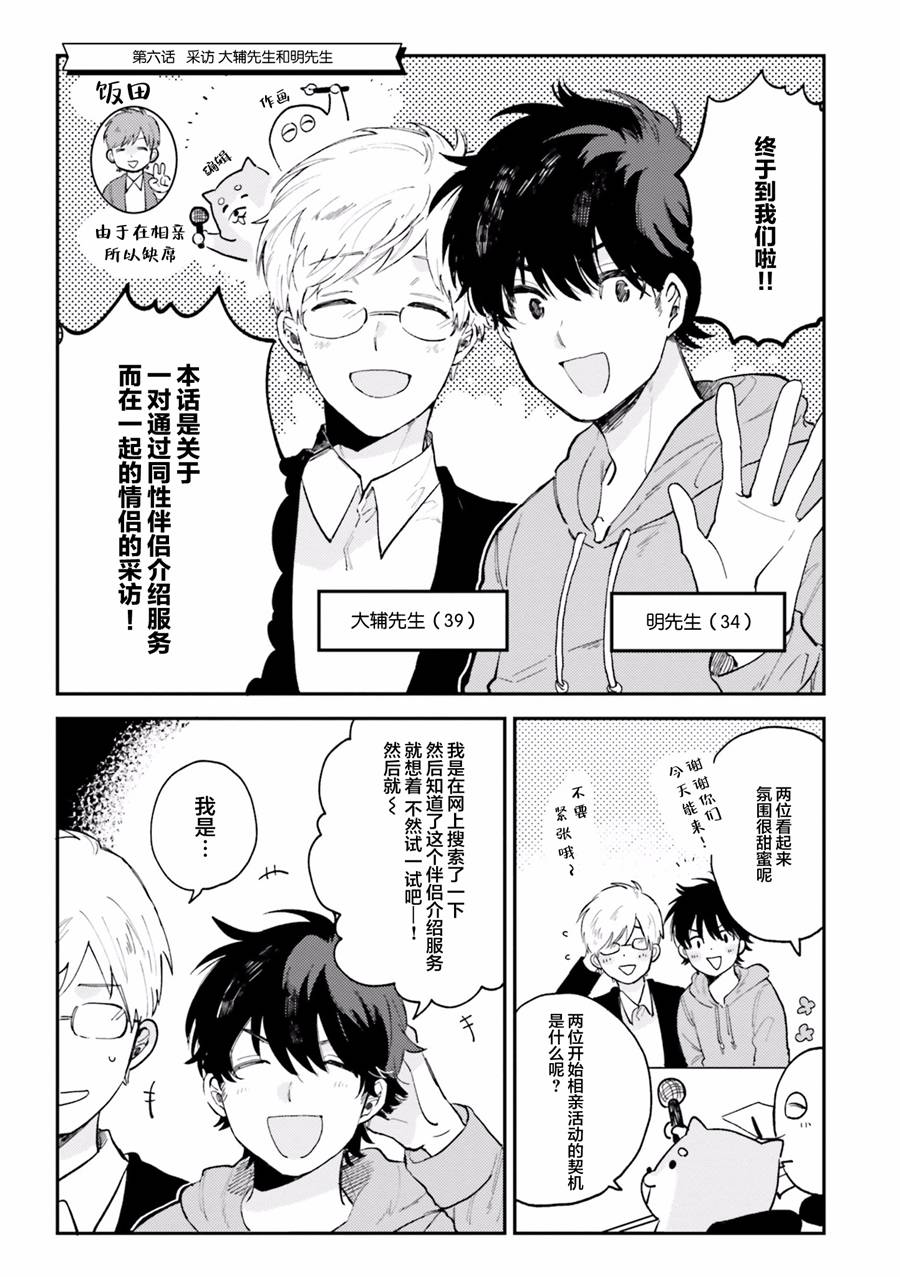 第六话 采访 大辅先生和明先生
终于到我们啦!!
作画
编辑
饭田
由于在相亲
所以缺席
本话是关于
一对通过同性伴侣介绍服务
而在一起的情侣的采访！
明先生（34）
大辅先生（39）
两位看起来
氛围很甜蜜呢
谢谢你们
今天能来！
不要
紧张哦～
两位开始相亲活动的契机
是什么呢？
我是在网上搜索了一下
然后知道了这个伴侣介绍服务
就想着 不然试一试吧—！
然后就～
我是…